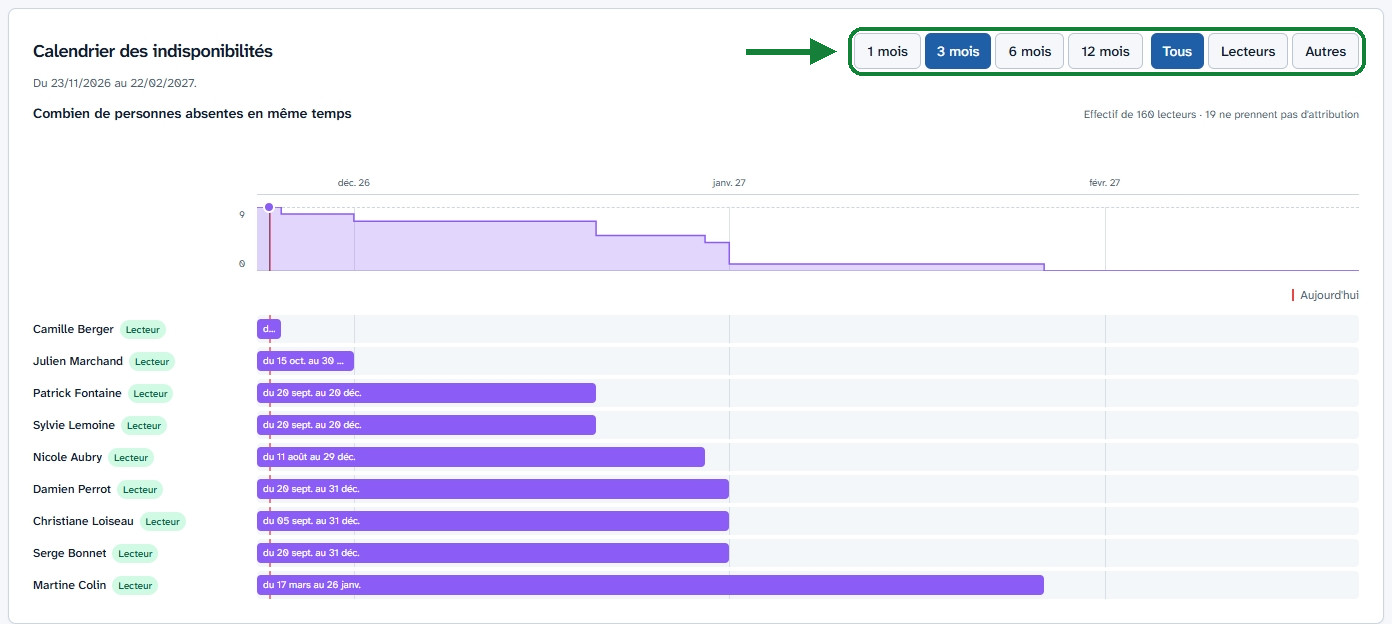 Calendrier des indisponibilités
1 mois 3 mois 6 mois 12 mois Tous Lecteurs Autres
Du 23/11/2026 au 22/02/2027.
Combien de personnes absentes en même temps
Effectif de 160 lecteurs · 19 ne prennent pas d'attribution
déc. 26 janv. 27 févr. 27
9
0
Aujourd'hui
Camille Berger Lecteur d...
Julien Marchand Lecteur du 15 oct. au 30 ...
Patrick Fontaine Lecteur du 20 sept. au 20 déc.
Sylvie Lemoine Lecteur du 20 sept. au 20 déc.
Nicole Aubry Lecteur du 11 août au 29 déc.
Damien Perrot Lecteur du 20 sept. au 31 déc.
Christiane Loiseau Lecteur du 05 sept. au 31 déc.
Serge Bonnet Lecteur du 20 sept. au 31 déc.
Martine Colin Lecteur du 17 mars au 26 janv.